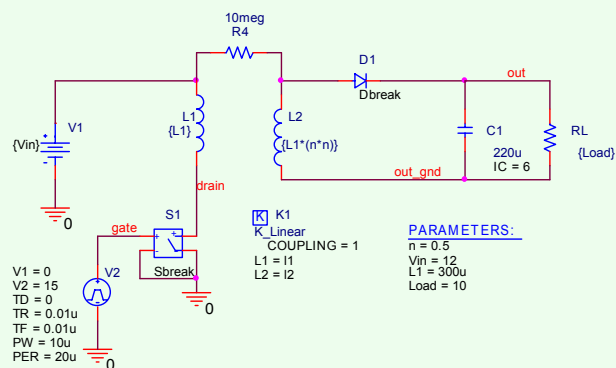 10meg
R4
D1
Dbreak
out
V1
{Vin}
L1
{L1}
L2
{L1*(n*n)}
C1
220u
IC = 6
RL
{Load}
out_gnd
drain
0
gate
S1
Sbreak
K K1
K_Linear
COUPLING = 1
L1 = l1
L2 = l2
PARAMETERS:
n = 0.5
Vin = 12
L1 = 300u
Load = 10
V2
V1 = 0
V2 = 15
TD = 0
TR = 0.01u
TF = 0.01u
PW = 10u
PER = 20u
0
0